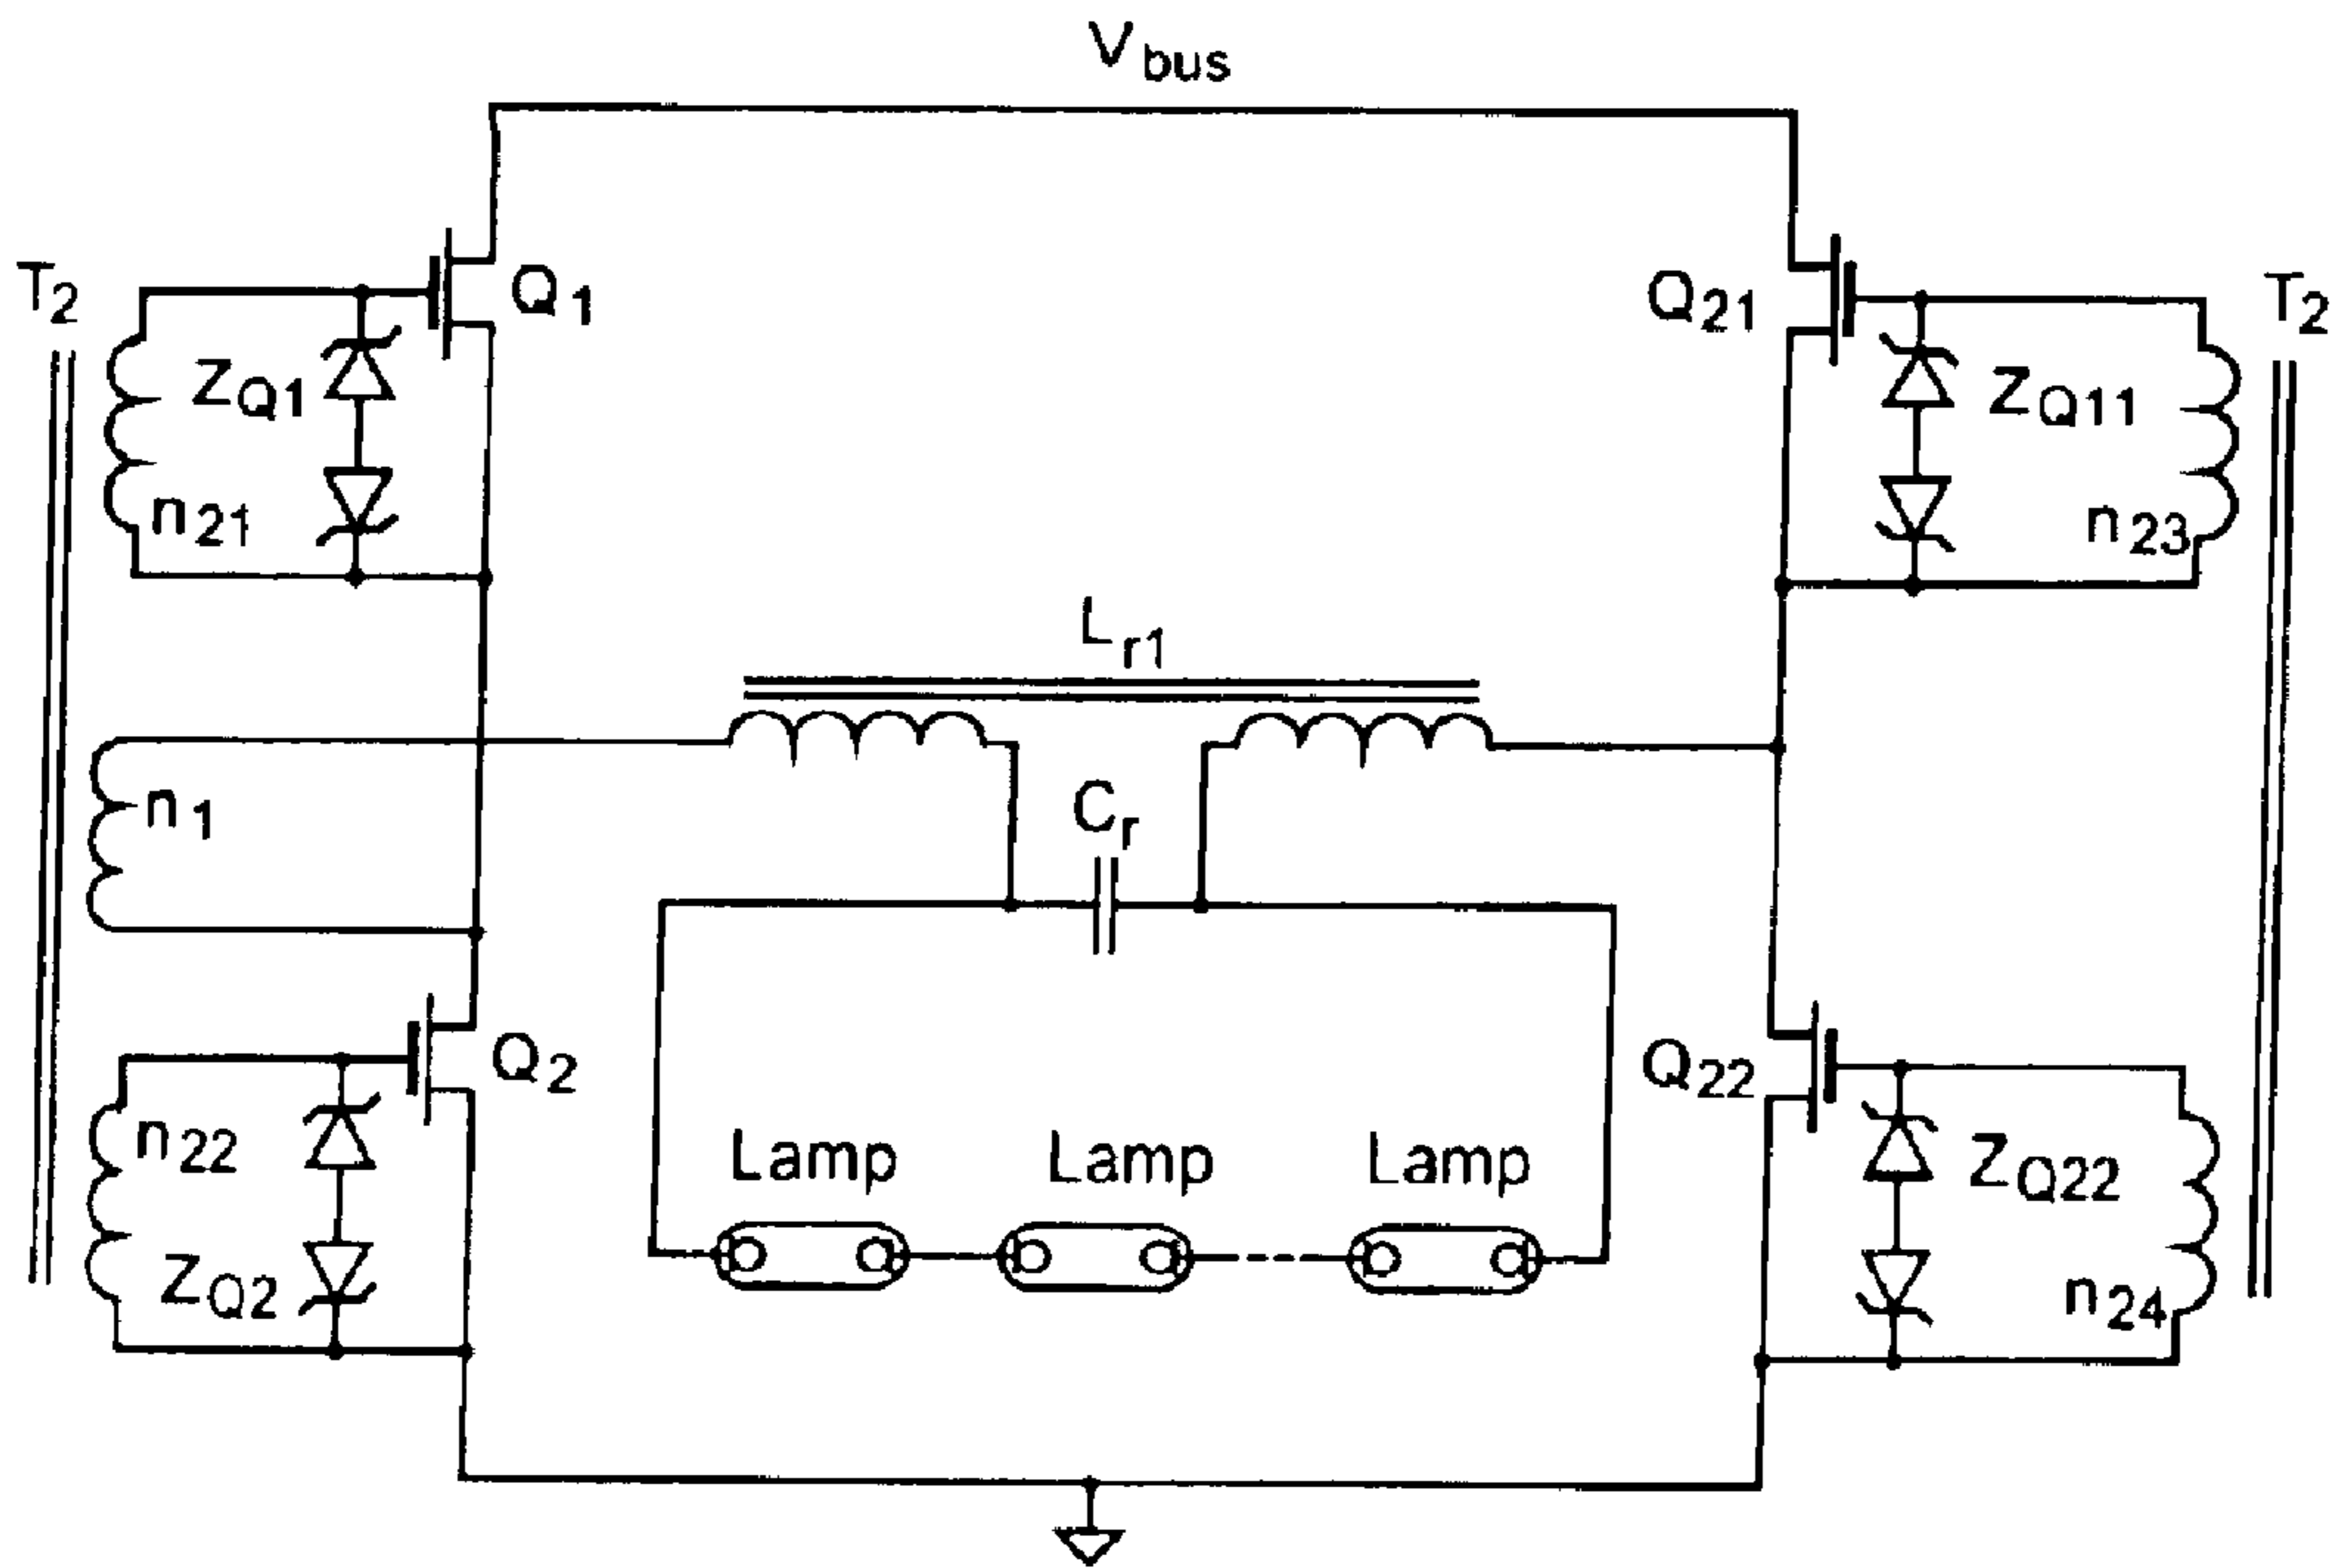 Vbus
T2
Q1
Q21
T2
ZQ1
ZQ11
n21
n23
Lr1
n1
Cr
Q2
Q22
n22
Lamp
Lamp
Lamp
ZQ22
ZQ2
n24